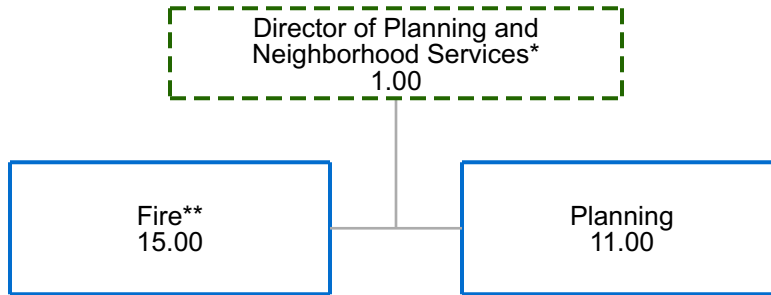 Director of Planning and
Neighborhood Services*
1.00
Fire**
15.00
Planning
11.00